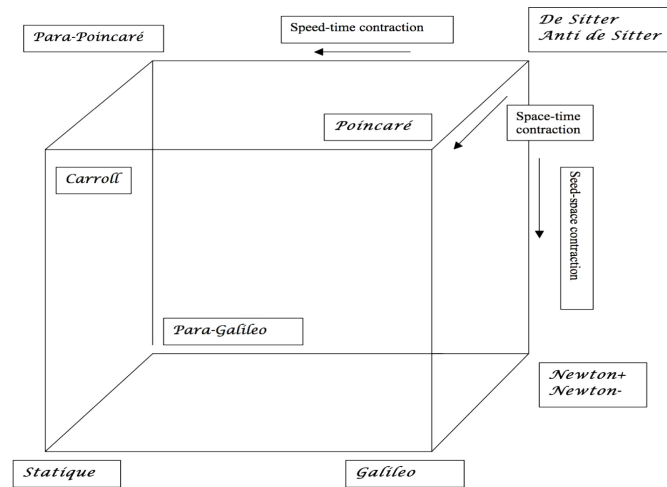 Para-Poincaré
Speed-time contraction
De Sitter
Anti de Sitter
Poincaré
Space-time
contraction
Carroll
Seed-space contraction
Para-Galileo
Newton+
Newton-
Statique
Galileo